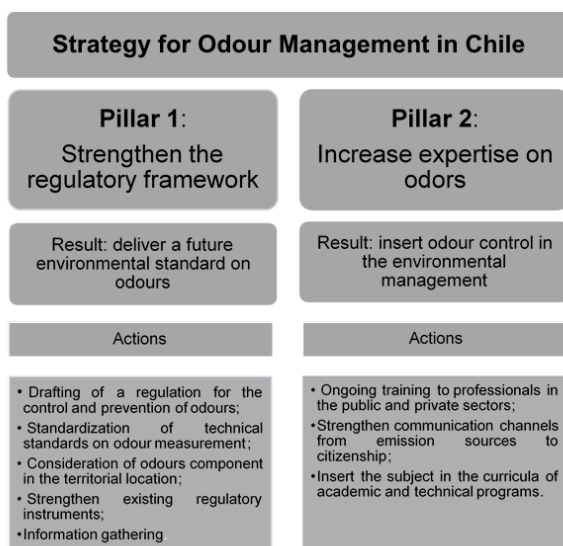 Strategy for Odour Management in Chile
Pillar 1:
Strengthen the
regulatory framework
Result: deliver a future
environmental standard on
odours
Actions
• Drafting of a regulation for the
control and prevention of odours;
• Standardization of technical
standards on odour measurement;
• Consideration of odours component
in the territorial location;
• Strengthen existing regulatory
instruments;
• Information gathering.
Pillar 2:
Increase expertise on
odors
Result: insert odour control in
the environmental
management
Actions
• Ongoing training to professionals in
the public and private sectors;
• Strengthen communication channels
from emission sources to
citizenship;
• Insert the subject in the curricula of
academic and technical programs.